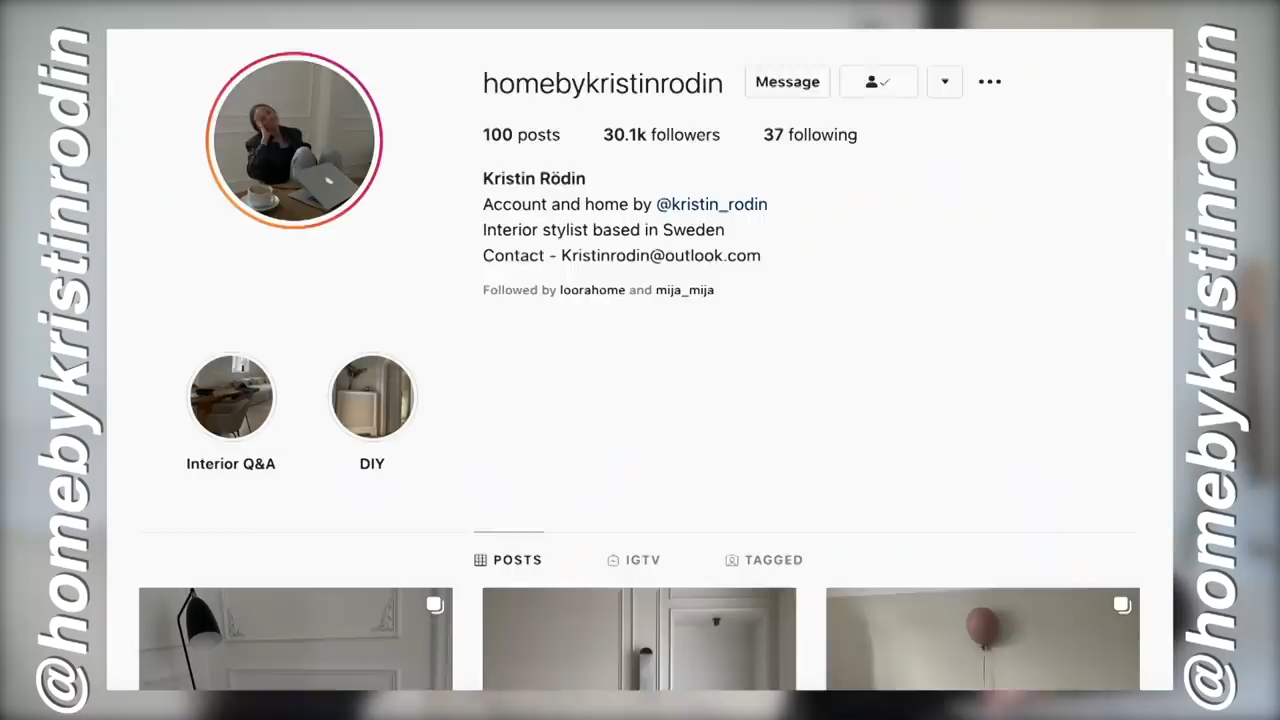 @homebykristinrodin
homebykristinrodin
Message
100 posts
30.1k followers
37 following
Kristin Rödin
Account and home by @kristin_rodin
Interior stylist based in Sweden
Contact - Kristinrodin@outlook.com
Followed by loorahome and mija_mija
Interior Q&A
DIY
POSTS
IGTV
TAGGED
@homebykristinrodin